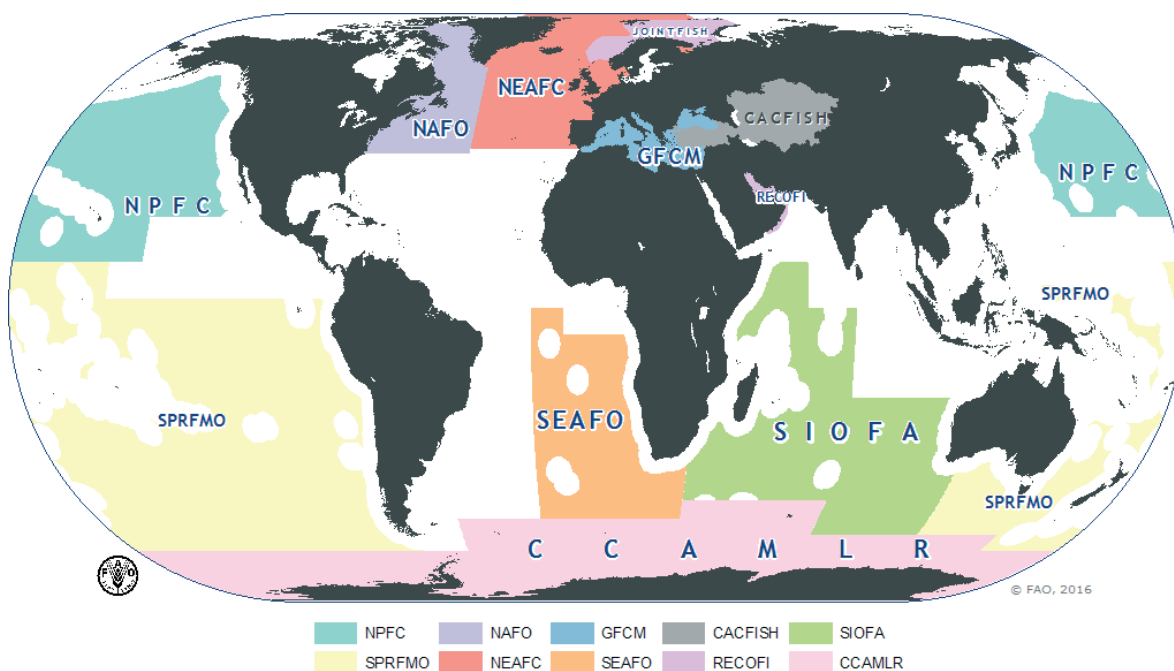 JOINTFISH
NEAFC
NAFO
CACFISH
GFCM
NPFC
NPFC
RECOFI
SPRFMO
SPRFMO
SEAFO
SIOFA
SPRFMO
CCAMLR
FAO
© FAO, 2016
NPFC NAFO GFCM CACFISH SIOFA
SPRFMO NEAFC SEAFO RECOFI CCAMLR